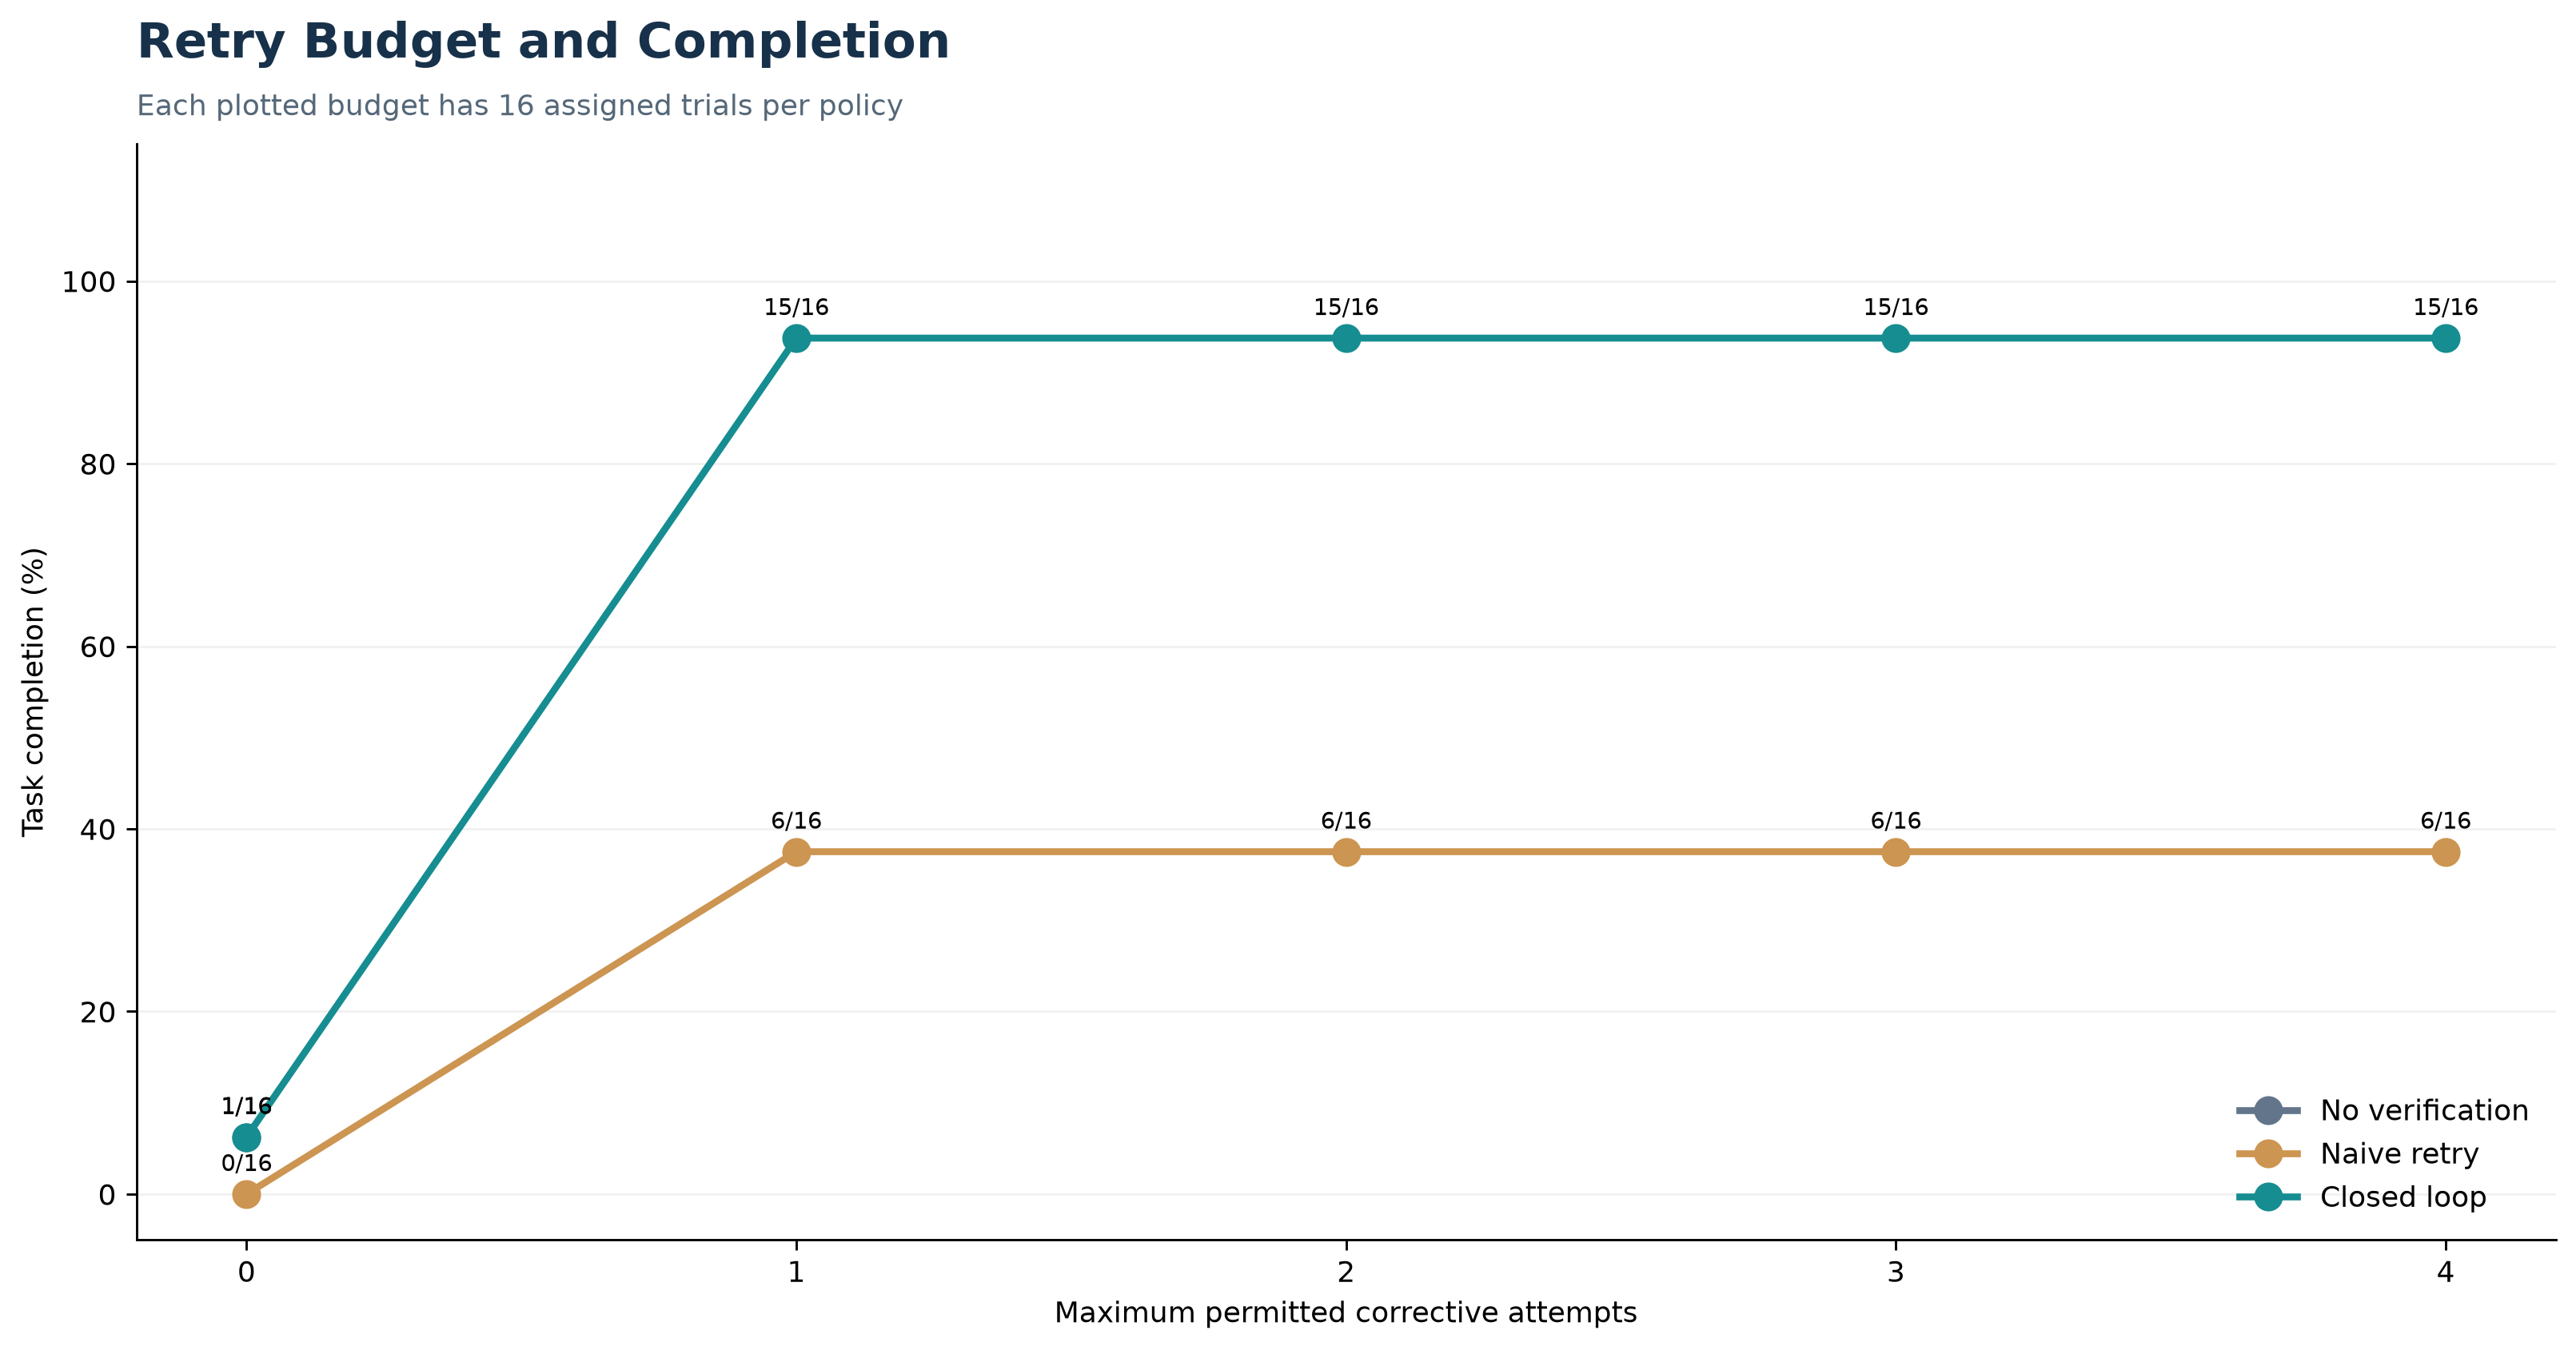 Retry Budget and Completion
Each plotted budget has 16 assigned trials per policy
Task completion (%)
100
80
60
40
20
0
15/16 15/16 15/16 15/16
6/16 6/16 6/16 6/16
1/16
0/16
No verification
Naive retry
Closed loop
0 1 2 3 4
Maximum permitted corrective attempts